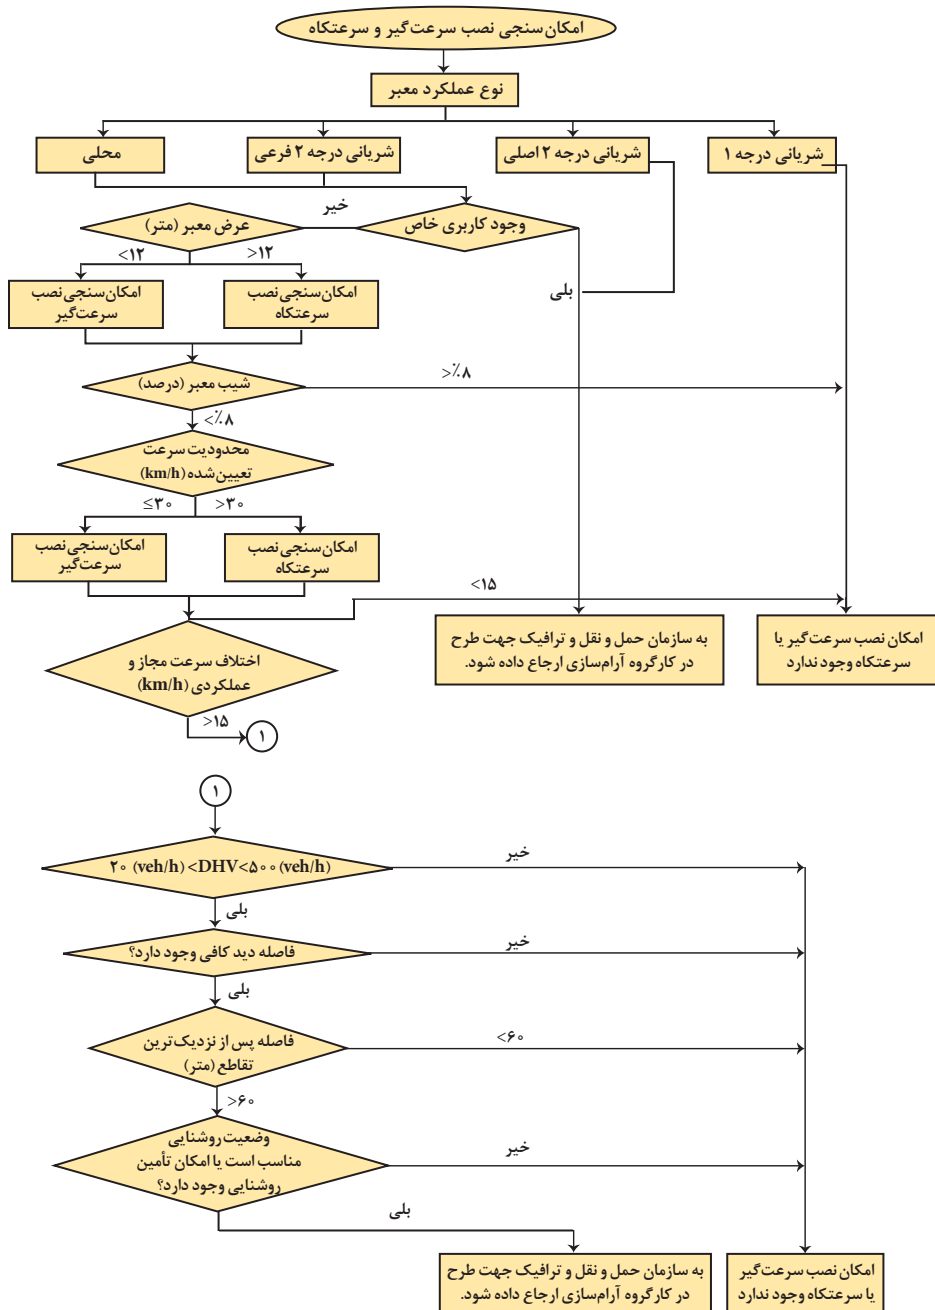 امکان‌سنجی نصب سرعت‌گیر و سرعتکاه
نوع عملکرد معبر
شریانی درجه ۱
شریانی درجه ۲ اصلی
شریانی درجه ۲ فرعی
محلی
وجود کاربری خاص
خیر
عرض معبر (متر)
بلی
>۱۲
<۱۲
امکان‌سنجی نصب
سرعتکاه
امکان‌سنجی نصب
سرعت‌گیر
شیب معبر (درصد)
>٪۸
<٪۸
محدودیت سرعت
تعیین‌شده (km/h)
>۳۰
≤۳۰
امکان‌سنجی نصب
سرعتکاه
امکان‌سنجی نصب
سرعت‌گیر
<۱۵
امکان نصب سرعت‌گیر یا
سرعتکاه وجود ندارد
به سازمان حمل و نقل و ترافیک جهت طرح
در کارگروه آرام‌سازی ارجاع داده شود.
اختلاف سرعت مجاز و
عملکردی (km/h)
>۱۵
۱
۱
۲۰ (veh/h) <DHV<۵۰۰ (veh/h)
خیر
بلی
فاصله دید کافی وجود دارد؟
خیر
بلی
فاصله پس از نزدیک‌ترین
تقاطع (متر)
<۶۰
>۶۰
وضعیت روشنایی
مناسب است یا امکان تأمین
روشنایی وجود دارد؟
خیر
بلی
امکان نصب سرعت‌گیر
یا سرعتکاه وجود ندارد
به سازمان حمل و نقل و ترافیک جهت طرح
در کارگروه آرام‌سازی ارجاع داده شود.